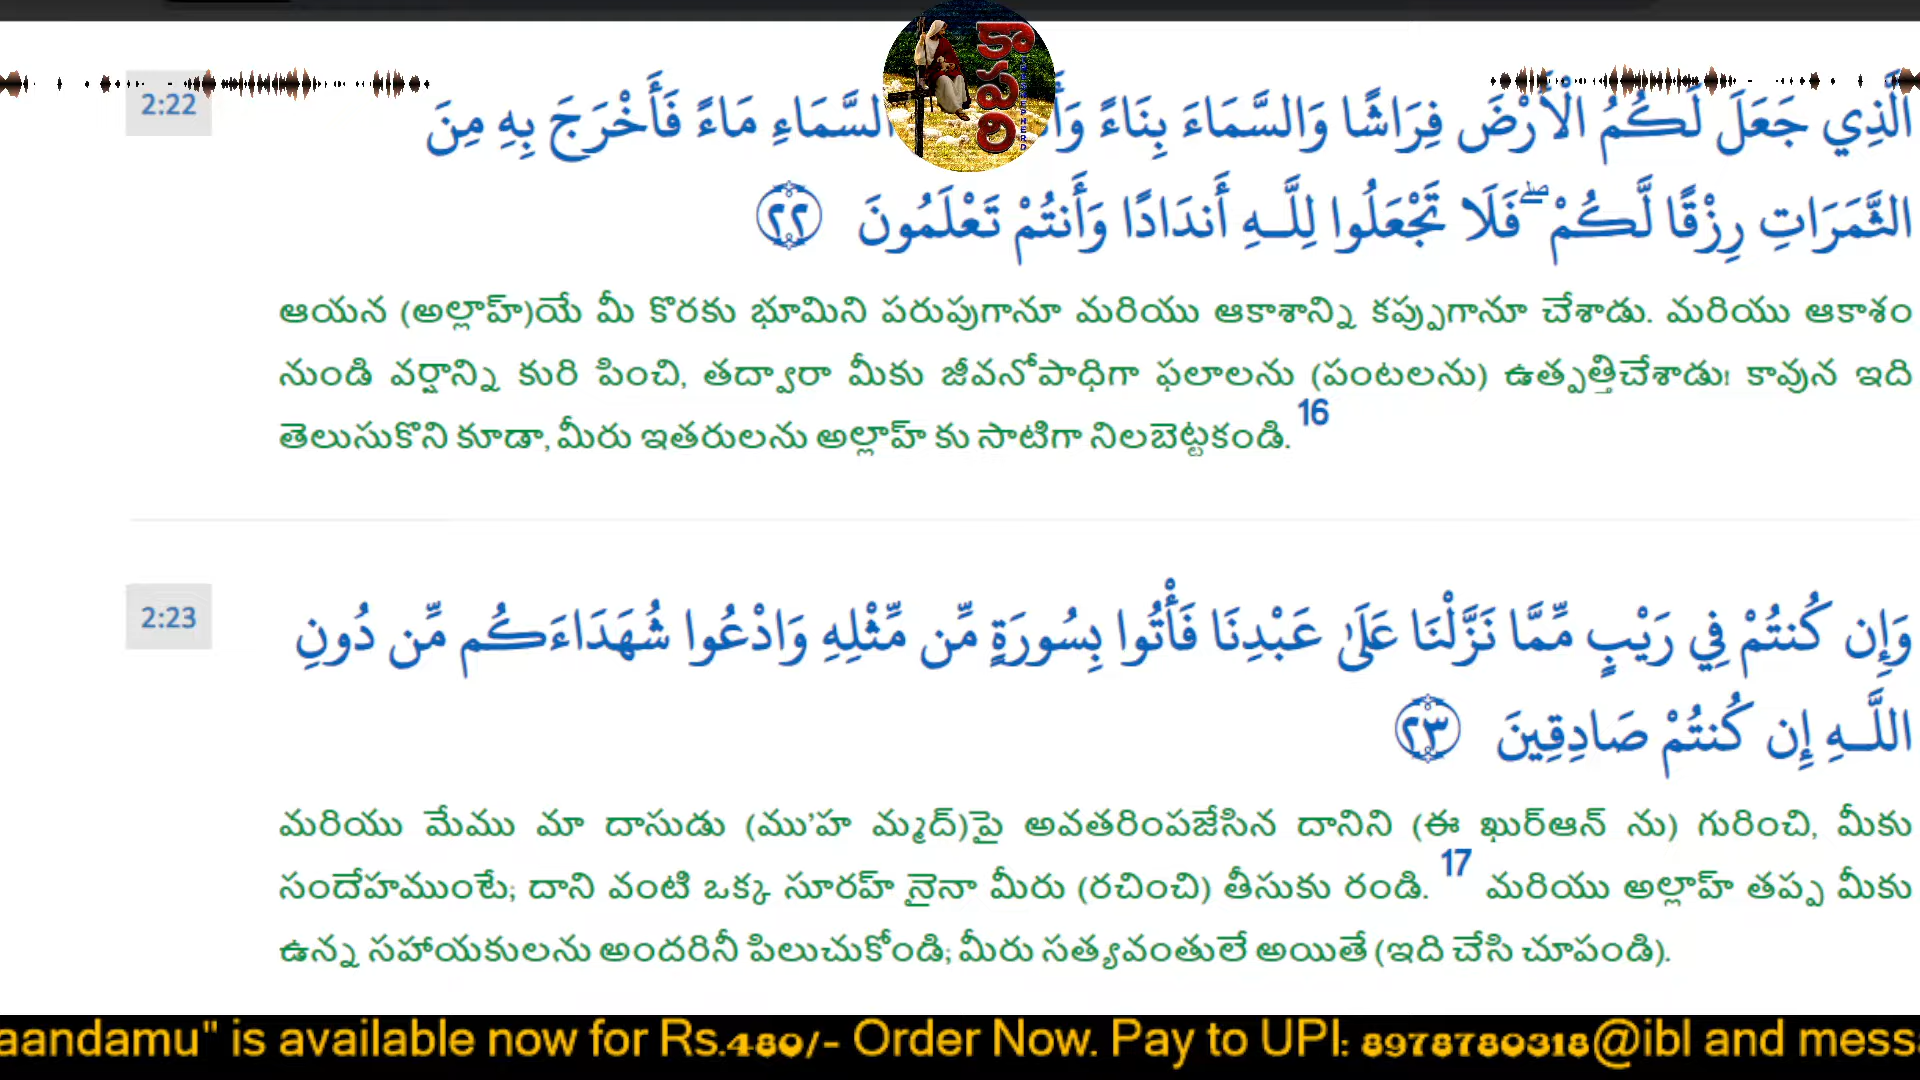 కాపరి
2:22
الَّذِي جَعَلَ لَكُمُ الْأَرْضَ فِرَاشًا وَالسَّمَاءَ بِنَاءً السَّمَاءِ مَاءً فَأَخْرَجَ بِهِ مِنَ
الثَّمَرَاتِ رِزْقًا لَّكُمْ ۖ فَلَا تَجْعَلُوا لِلَّـهِ أَندَادًا وَأَنتُمْ تَعْلَمُونَ ٢٢
ఆయన (అల్లాహ్)యే మీ కొరకు భూమిని పరుపుగానూ మరియు ఆకాశాన్ని కప్పుగానూ చేశాడు. మరియు ఆకాశం
నుండి వర్షాన్ని కురి పించి, తద్వారా మీకు జీవనోపాధిగా ఫలాలను (పంటలను) ఉత్పత్తిచేశాడు! కావున ఇది
తెలుసుకొని కూడా, మీరు ఇతరులను అల్లాహ్ కు సాటిగా నిలబెట్టకండి. 16
2:23
وَإِن كُنتُمْ فِي رَيْبٍ مِّمَّا نَزَّلْنَا عَلَىٰ عَبْدِنَا فَأْتُوا بِسُورَةٍ مِّن مِّثْلِهِ وَادْعُوا شُهَدَاءَكُم مِّن دُونِ
اللَّـهِ إِن كُنتُمْ صَادِقِينَ ٢٣
మరియు మేము మా దాసుడు (ము'హ మ్మద్)పై అవతరింపజేసిన దానిని (ఈ ఖుర్ఆన్ ను) గురించి, మీకు
సందేహముంటే; దాని వంటి ఒక్క సూరహ్ నైనా మీరు (రచించి) తీసుకు రండి. 17 మరియు అల్లాహ్ తప్ప మీకు
ఉన్న సహాయకులను అందరినీ పిలుచుకోండి; మీరు సత్యవంతులే అయితే (ఇది చేసి చూపండి).
aandamu" is available now for Rs.480/- Order Now. Pay to UPI: 8978780318@ibl and mess